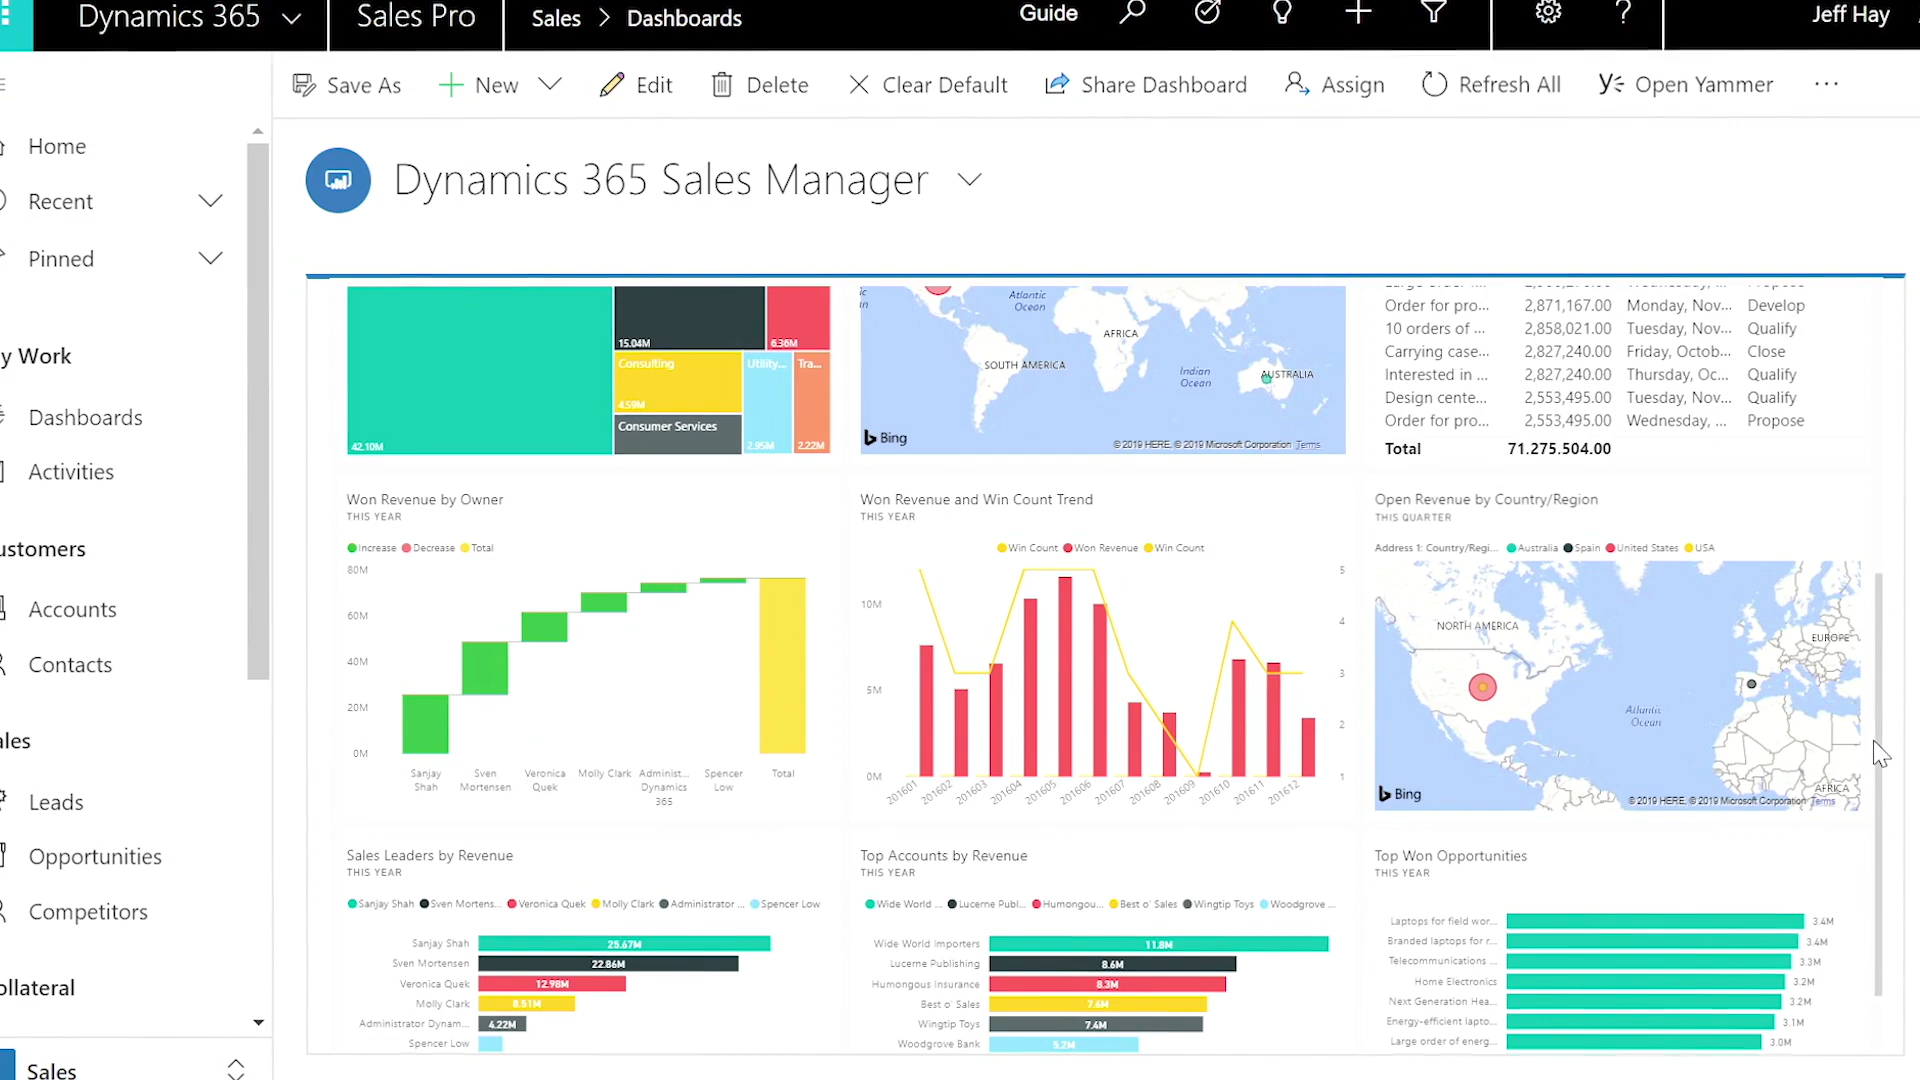 Dynamics 365
Sales Pro
Sales > Dashboards
Guide
Jeff Hay
Save As
New
Edit
Delete
Clear Default
Share Dashboard
Assign
Refresh All
Open Yammer
...
Home
Recent
Pinned
y Work
Dashboards
Activities
ustomers
Accounts
Contacts
ales
Leads
Opportunities
Competitors
ollateral
Sales
Dynamics 365 Sales Manager
42.10M
15.04M
6.36M
Consulting
4.59M
Consumer Services
Utility...
2.95M
Tra...
2.22M
Atlantic
Ocean
AFRICA
SOUTH AMERICA
Indian
Ocean
AUSTRALIA
Bing
© 2019 HERE, © 2019 Microsoft Corporation Terms
Order for pro... 2,871,167.00 Monday, Nov... Develop
10 orders of ... 2,858,021.00 Tuesday, Nov... Qualify
Carrying case... 2,827,240.00 Friday, Octob... Close
Interested in ... 2,827,240.00 Thursday, Oc... Qualify
Design cente... 2,553,495.00 Tuesday, Nov... Qualify
Order for pro... 2,553,495.00 Wednesday, ... Propose
Total 71.275.504.00
Won Revenue by Owner
THIS YEAR
Increase Decrease Total
80M
60M
40M
20M
0M
Sanjay
Shah
Sven
Mortensen
Veronica
Quek
Molly Clark
Administ...
Dynamics
365
Spencer
Low
Total
Won Revenue and Win Count Trend
THIS YEAR
Win Count Won Revenue Win Count
10M
5M
0M
5
4
3
2
1
201601
201602
201603
201604
201605
201606
201607
201608
201609
201610
201611
201612
Open Revenue by Country/Region
THIS QUARTER
Address 1: Country/Regi... Australia Spain United States USA
NORTH AMERICA
EUROPE
Atlantic
Ocean
AFRICA
Bing
© 2019 HERE, © 2019 Microsoft Corporation Terms
Sales Leaders by Revenue
THIS YEAR
Sanjay Shah Sven Mortens... Veronica Quek Molly Clark Administrator ... Spencer Low
Sanjay Shah 25.67M
Sven Mortensen 22.86M
Veronica Quek 12.98M
Molly Clark 8.51M
Administrator Dynam... 4.22M
Spencer Low
Top Accounts by Revenue
THIS YEAR
Wide World ... Lucerne Publ... Humongou... Best o' Sales Wingtip Toys Woodgrove ...
Wide World Importers 11.8M
Lucerne Publishing 8.6M
Humongous Insurance 8.3M
Best o' Sales 7.6M
Wingtip Toys 7.4M
Woodgrove Bank 5.2M
Top Won Opportunities
THIS YEAR
Laptops for field wor... 3.4M
Branded laptops for r... 3.4M
Telecommunications ... 3.3M
Home Electronics 3.2M
Next Generation Hea... 3.2M
Energy-efficient lapto... 3.1M
Large order of energ... 3.0M